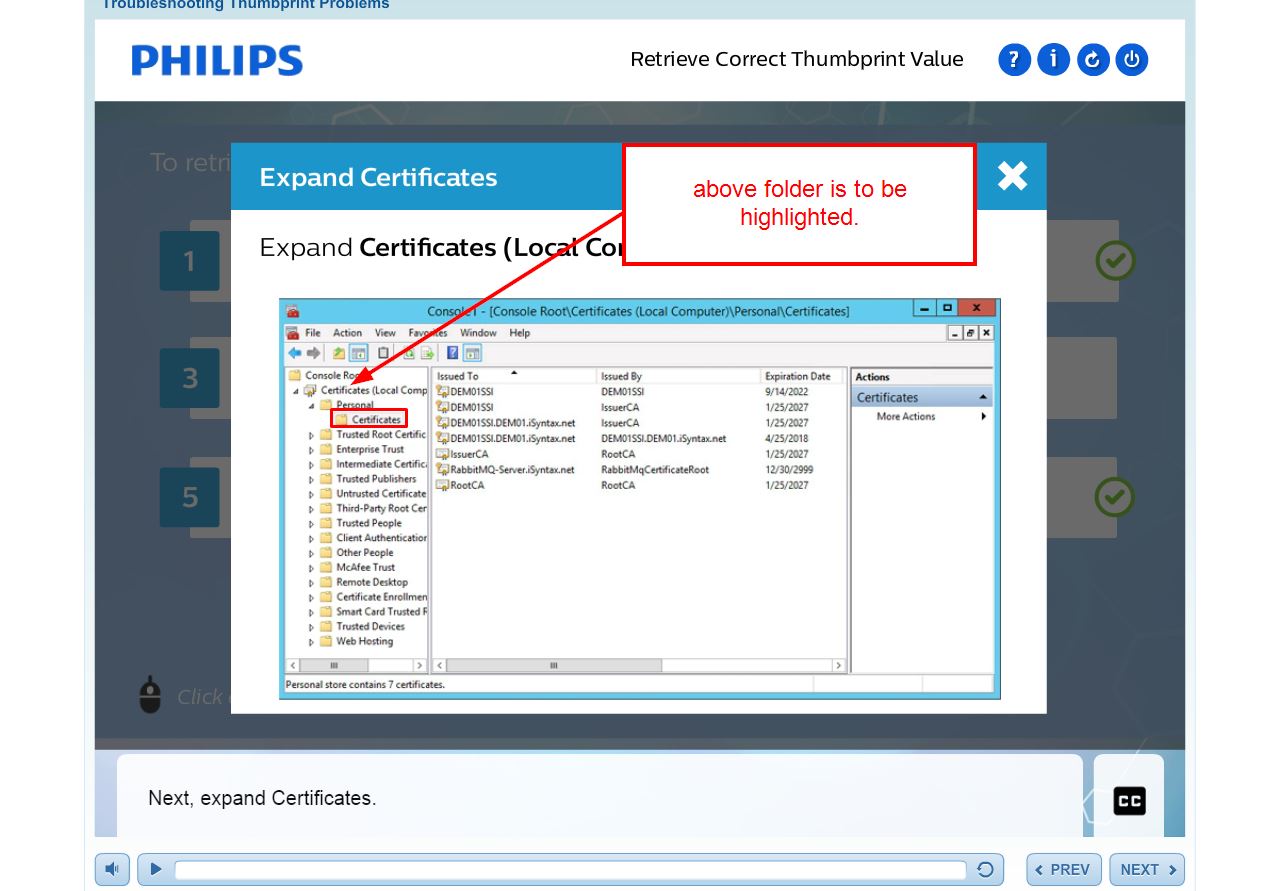 Troubleshooting Thumbprint Problems
PHILIPS
Retrieve Correct Thumbprint Value
To retri
Expand Certificates
above folder is to be
highlighted.
Expand Certificates (Local Co
1
3
5
Console1 - [Console Root\Certificates (Local Computer)\Personal\Certificates]
File Action View Favorites Window Help
Console Roo
Certificates (Local Comp
Personal
Certificates
Trusted Root Certific
Enterprise Trust
Intermediate Certific
Trusted Publishers
Untrusted Certificate
Third-Party Root Cer
Trusted People
Client Authentication
Other People
McAfee Trust
Remote Desktop
Certificate Enrollmen
Smart Card Trusted R
Trusted Devices
Web Hosting
Issued To Issued By Expiration Date
DEM01SSI DEM01SSI 9/14/2022
DEM01SSI IssuerCA 1/25/2027
DEM01SSI.DEM01.iSyntax.net IssuerCA 1/25/2027
DEM01SSI.DEM01.iSyntax.net DEM01SSI.DEM01.iSyntax.net 4/25/2018
IssuerCA RootCA 1/25/2027
RabbitMQ-Server.iSyntax.net RabbitMqCertificateRoot 12/30/2999
RootCA RootCA 1/25/2027
Actions
Certificates
More Actions
Personal store contains 7 certificates.
Click
Next, expand Certificates.
CC
PREV
NEXT